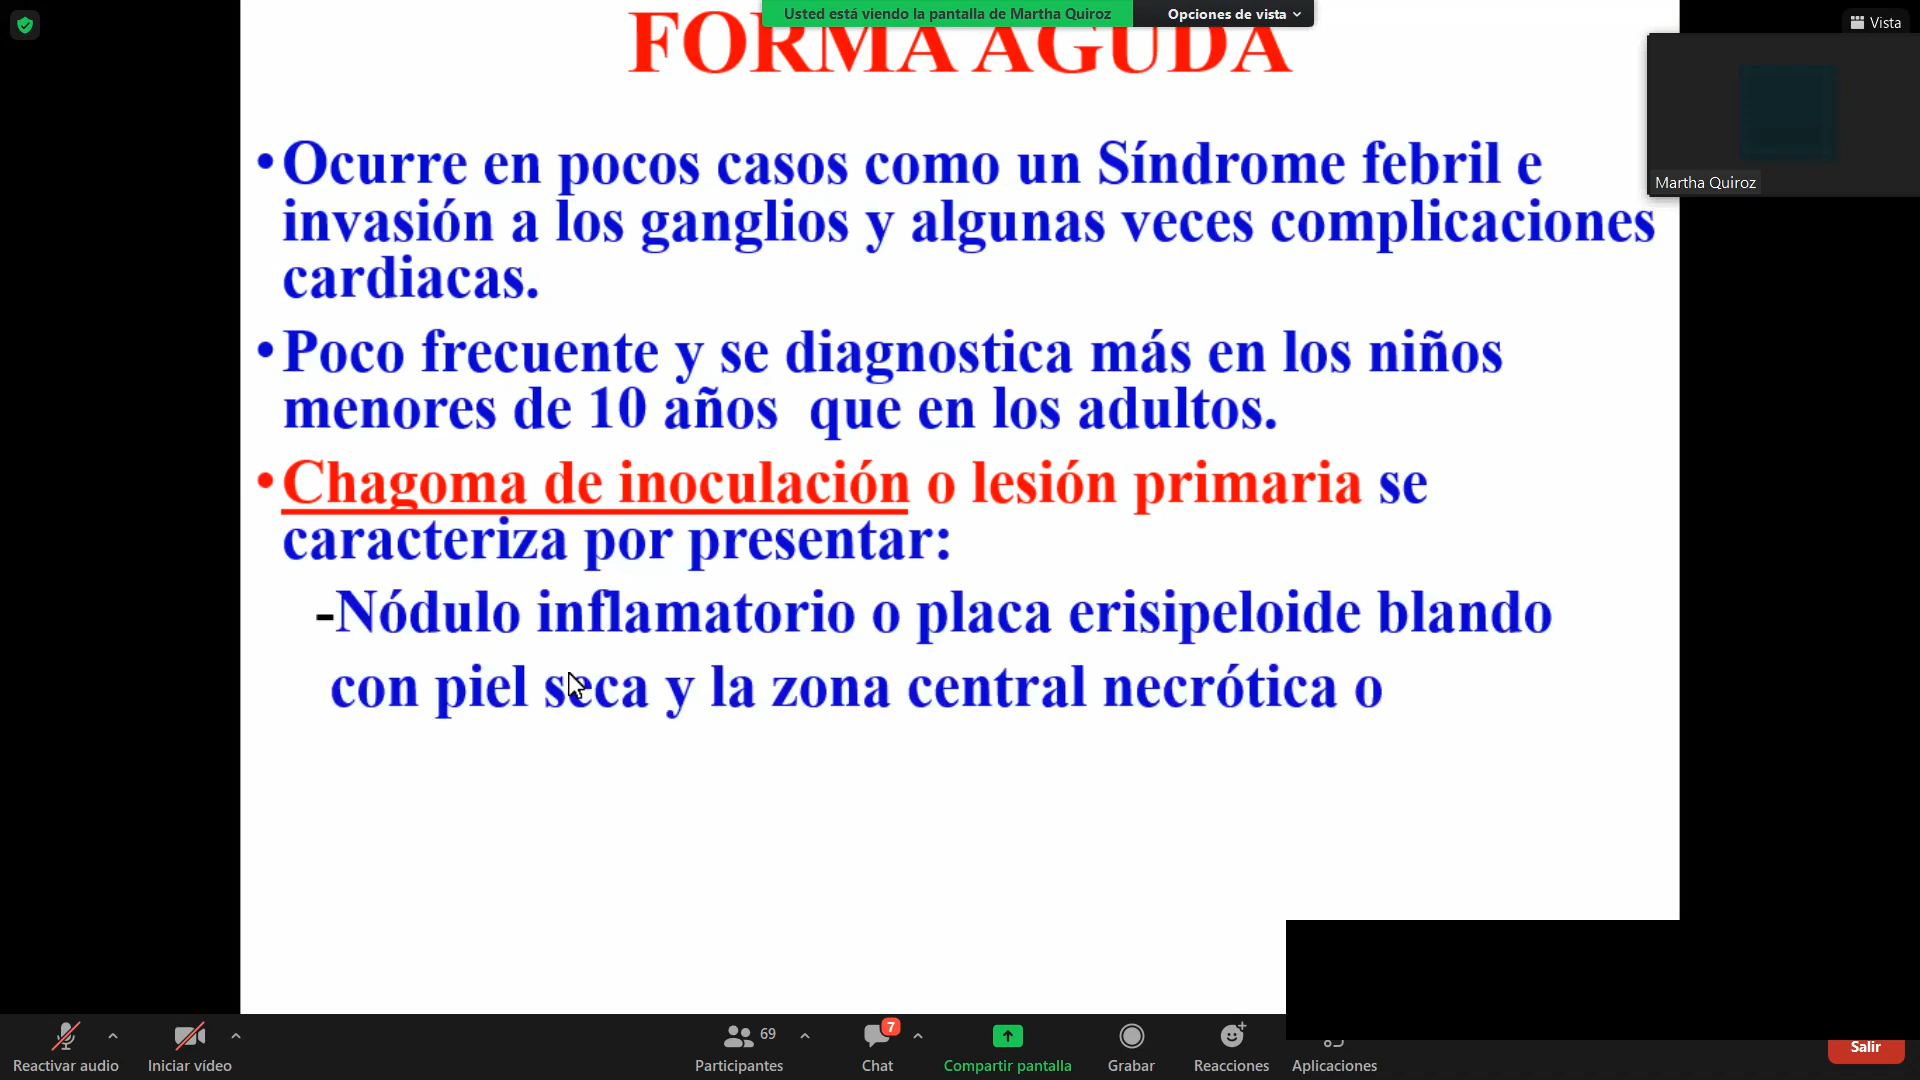 Usted está viendo la pantalla de Martha Quiroz
Opciones de vista
Vista
FORMA AGUDA
Martha Quiroz
•Ocurre en pocos casos como un Síndrome febril e
invasión a los ganglios y algunas veces complicaciones
cardiacas.
•Poco frecuente y se diagnostica más en los niños
menores de 10 años que en los adultos.
•Chagoma de inoculación o lesión primaria se
caracteriza por presentar:
-Nódulo inflamatorio o placa erisipeloide blando
con piel seca y la zona central necrótica o
Reactivar audio
Iniciar vídeo
69
Participantes
7
Chat
Compartir pantalla
Grabar
Reacciones
Aplicaciones
Salir